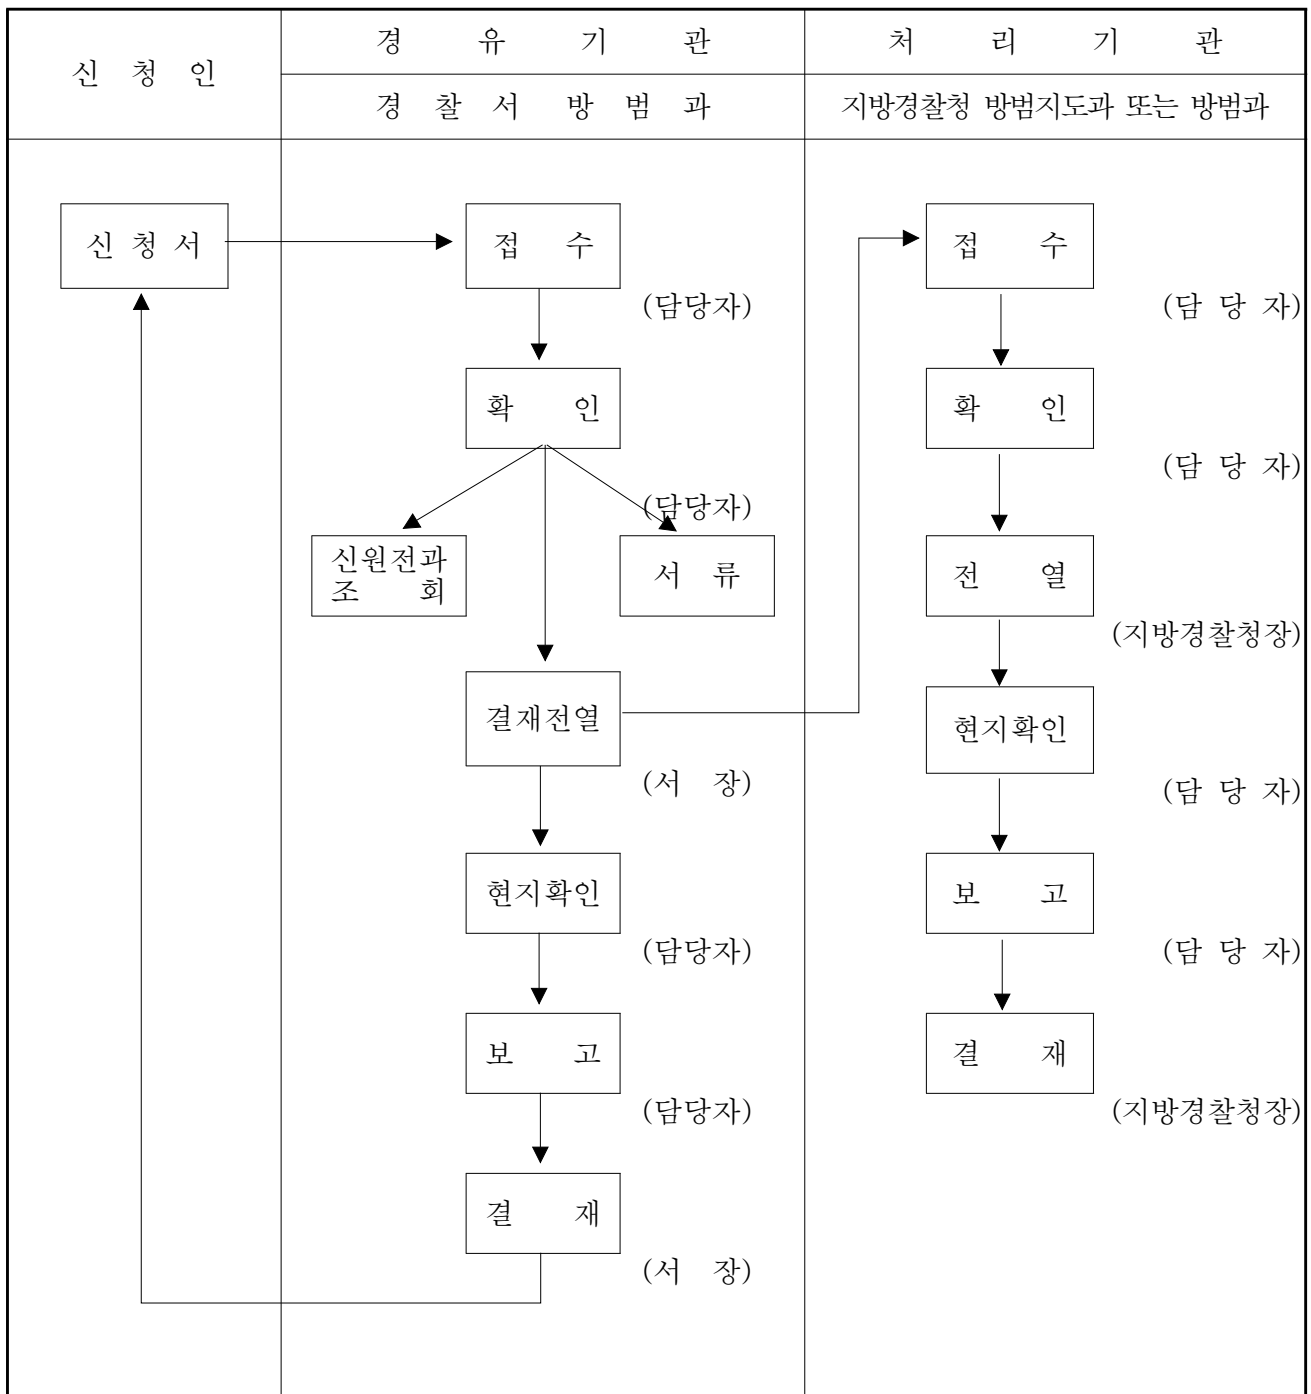 신 청 인
경 유 기 관
처 리 기 관
경 찰 서 방 범 과
지방경찰청 방범지도과 또는 방범과
신 청 서
접 수
접 수
(담당자)
(담 당 자)
확 인
확 인
(담 당 자)
(담당자)
신원전과
조 회
서 류
전 열
(지방경찰청장)
결재전열
현지확인
(서 장)
(담 당 자)
현지확인
보 고
(담당자)
(담 당 자)
보 고
결 재
(담당자)
(지방경찰청장)
결 재
(서 장)